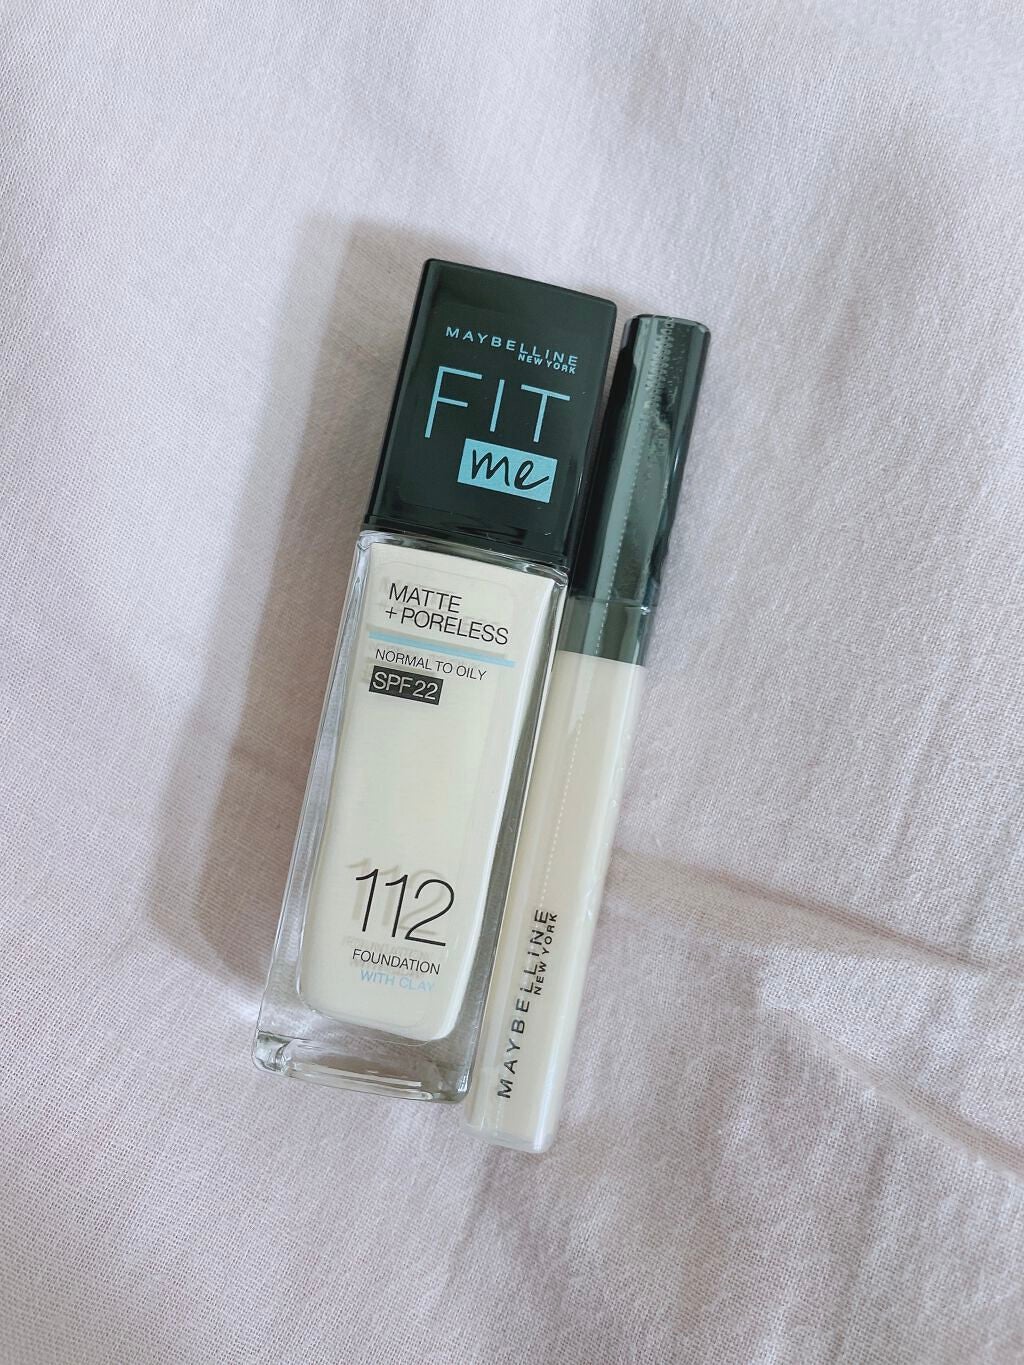 MAYBELLINE
NEW YORK
FIT
me
MATTE
+PORELESS
NORMAL TO OILY
SPF 22
112
FOUNDATION
WITH CLAY
MAYBELLINE
NEW YORK